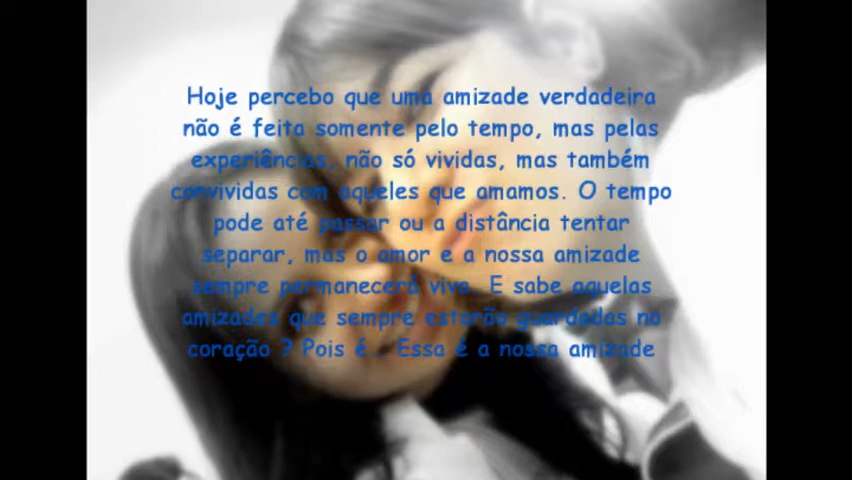 Hoje percebo que uma amizade verdadeira
não é feita somente pelo tempo, mas pelas
experiências, não só vividas, mas também
convividas com aqueles que amamos. O tempo
pode até passar ou a distância tentar
separar, mas o amor e a nossa amizade
sempre permanecerá viva. E sabe aquelas
amizades que sempre estarão guardadas no
coração ? Pois é... Essa é a nossa amizade